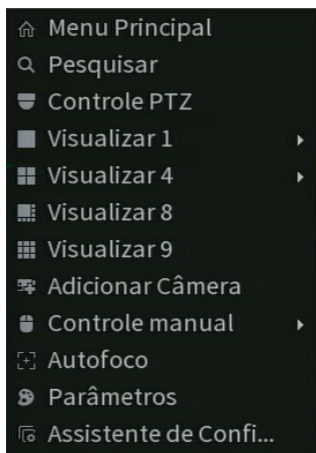 Menu Principal
Pesquisar
Controle PTZ
Visualizar 1
Visualizar 4
Visualizar 8
Visualizar 9
Adicionar Câmera
Controle manual
Autofoco
Parâmetros
Assistente de Confi...